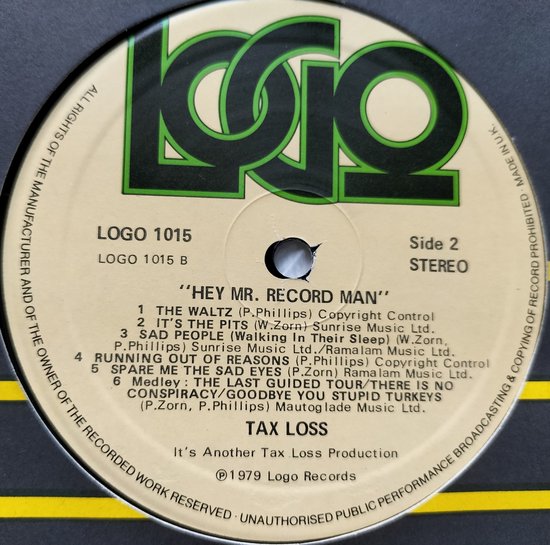 LOGO
LOGO 1015
LOGO 1015 B
Side 2
STEREO
"HEY MR. RECORD MAN"
1 THE WALTZ (P.Phillips) Copyright Control
2 IT'S THE PITS (W.Zorn) Sunrise Music Ltd.
3 SAD PEOPLE (Walking In Their Sleep) (W.Zorn,
P.Phillips) Sunrise Music Ltd./Ramalam Music Ltd.
4 RUNNING OUT OF REASONS (P.Phillips) Copyright Control
5 SPARE ME THE SAD EYES (P.Zorn) Ramalam Music Ltd.
6 Medley : THE LAST GUIDED TOUR/THERE IS NO
CONSPIRACY/GOODBYE YOU STUPID TURKEYS
(P.Zorn, P.Phillips) Mautoglade Music Ltd.
TAX LOSS
It's Another Tax Loss Production
℗1979 Logo Records
ALL RIGHTS OF THE MANUFACTURER AND OF THE OWNER OF THE RECORDED WORK RESERVED · UNAUTHORISED PUBLIC PERFORMANCE BROADCASTING & COPYING OF RECORD PROHIBITED · MADE IN U.K.